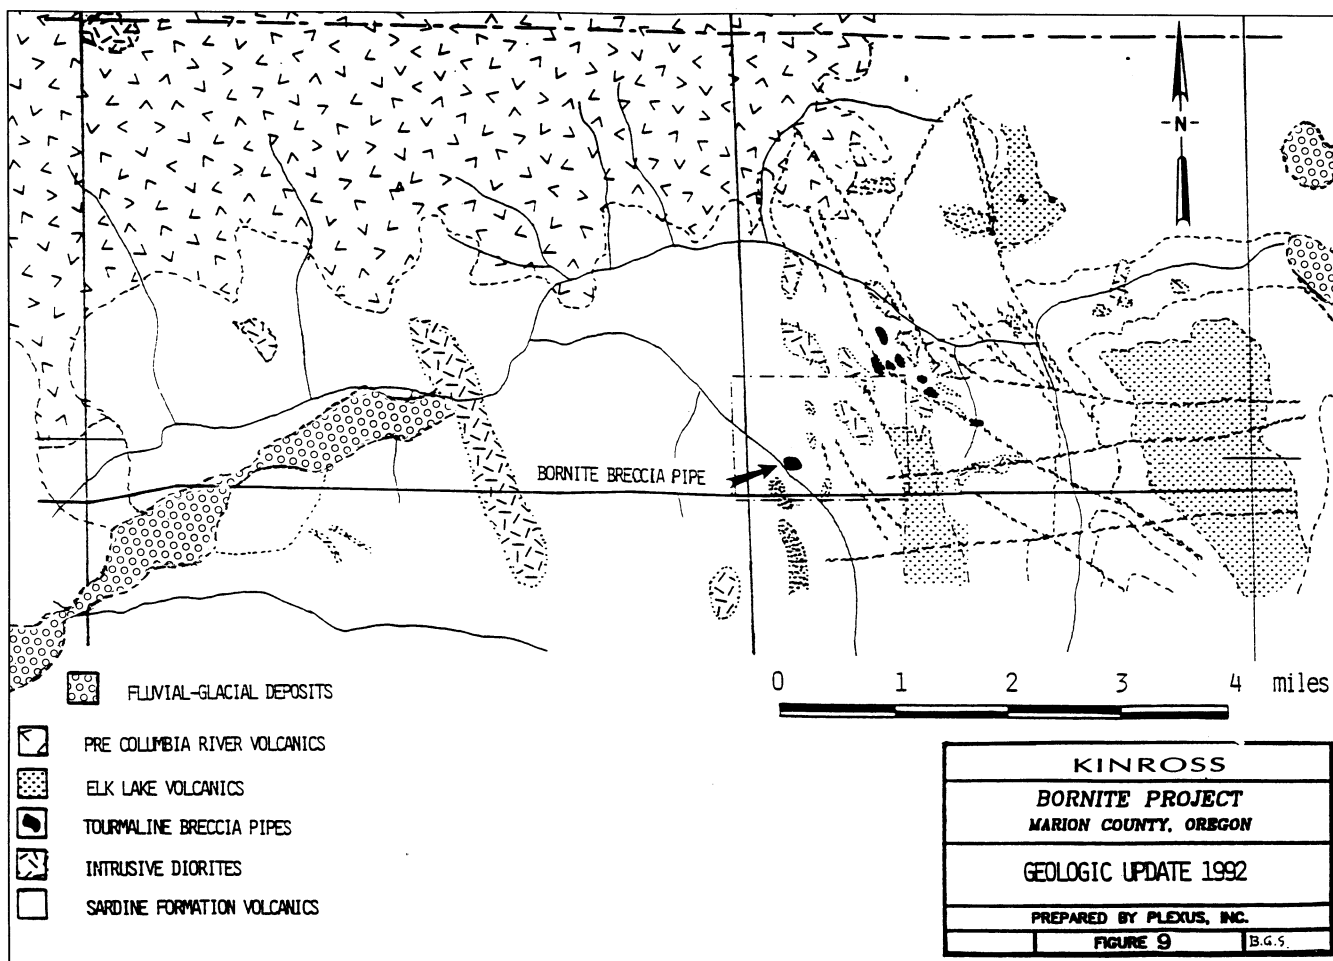 N
4
BORNITE BRECCIA PIPE
0 1 2 3 4 miles
FLUVIAL-GLACIAL DEPOSITS
PRE COLUMBIA RIVER VOLCANICS
ELK LAKE VOLCANICS
TOURMALINE BRECCIA PIPES
INTRUSIVE DIORITES
SARDINE FORMATION VOLCANICS
KINROSS
BORNITE PROJECT
MARION COUNTY, OREGON
GEOLOGIC UPDATE 1992
PREPARED BY PLEXUS, INC.
FIGURE 9
B.G.S.